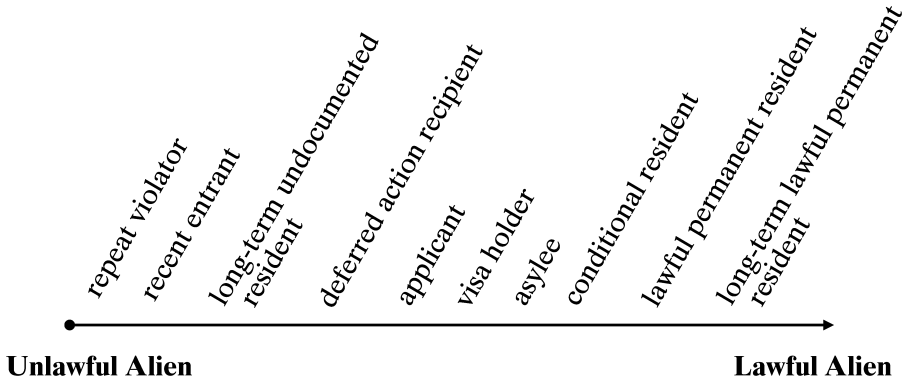 repeat violator
recent entrant
long-term undocumented
resident
deferred action recipient
applicant
visa holder
asylee
conditional resident
lawful permanent resident
long-term lawful permanent
resident
Unlawful Alien
Lawful Alien